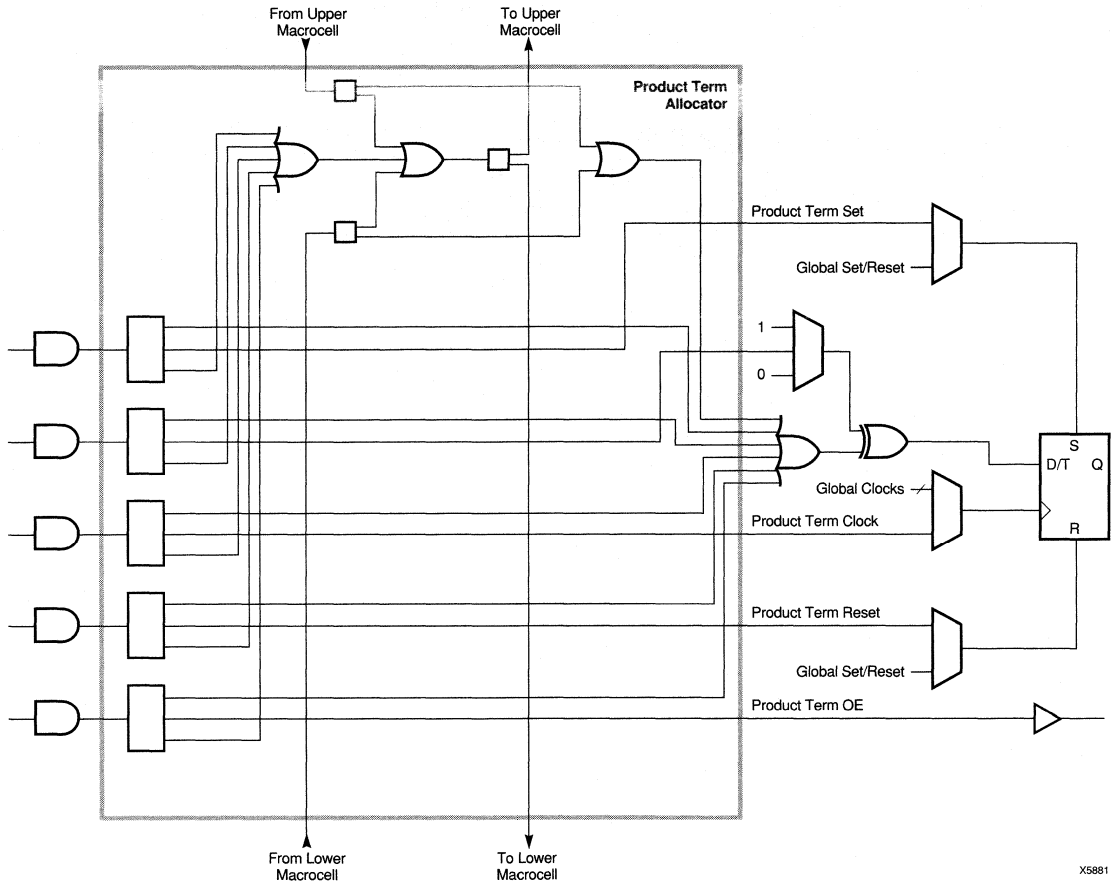 From Upper
Macrocell
To Upper
Macrocell
Product Term
Allocator
Product Term Set
Global Set/Reset
1
0
Global Clocks
Product Term Clock
S
D/T Q
R
Product Term Reset
Global Set/Reset
Product Term OE
From Lower
Macrocell
To Lower
Macrocell
X5881